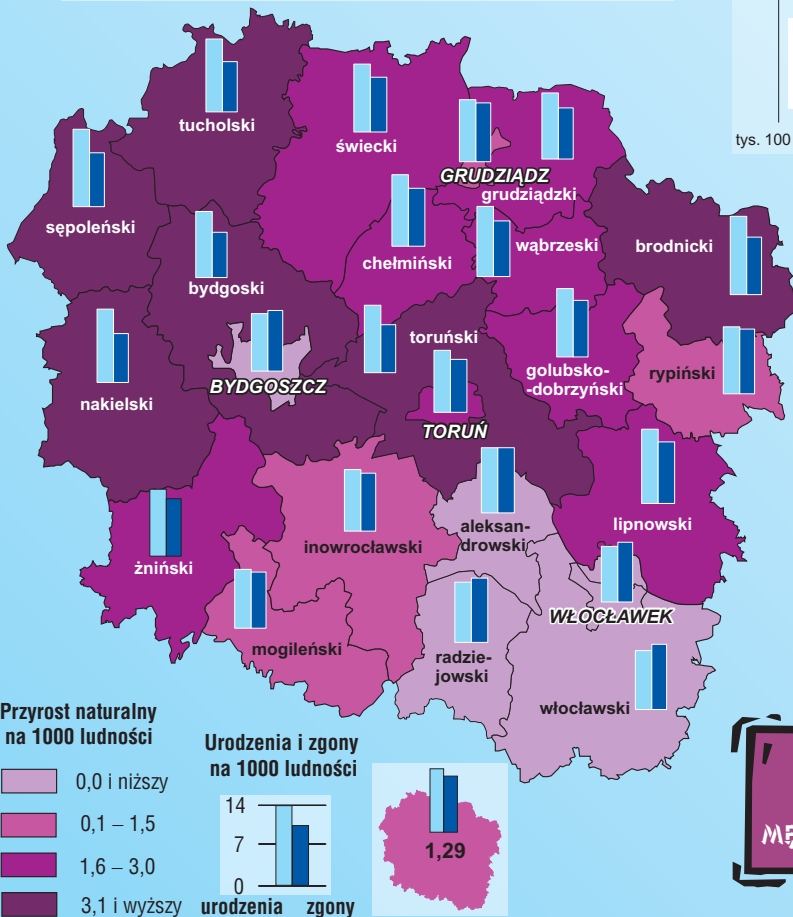 tys. 100
tucholski
świecki
GRUDZIĄDZ
grudziądzki
sępoleński
chełmiński
wąbrzeski
brodnicki
bydgoski
toruński
golubsko-
-dobrzyński
rypiński
nakielski
BYDGOSZCZ
TORUŃ
lipnowski
żniński
inowrocławski
aleksan-
drowski
WŁOCŁAWEK
mogileński
radzie-
jowski
włocławski
Przyrost naturalny
na 1000 ludności
0,0 i niższy
0,1 – 1,5
1,6 – 3,0
3,1 i wyższy
Urodzenia i zgony
na 1000 ludności
14
7
0
urodzenia zgony
1,29